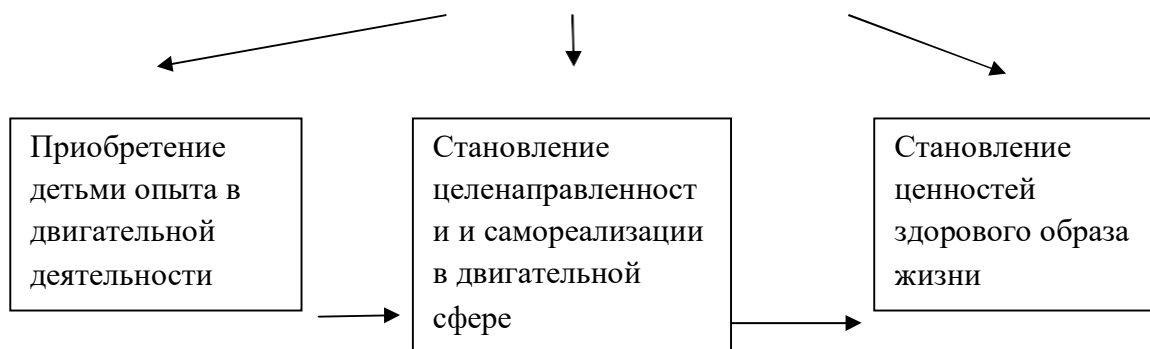 Приобретение
детьми опыта в
двигательной
деятельности
Становление
целенаправленност
и и самореализации
в двигательной
сфере
Становление
ценностей
здорового образа
жизни